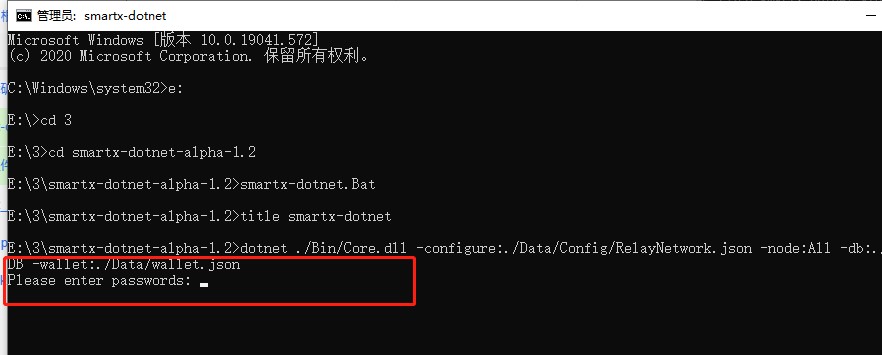 管理员: smartx-dotnet
Microsoft Windows [版本 10.0.19041.572]
(c) 2020 Microsoft Corporation. 保留所有权利。
C:\Windows\system32>e:
E:\>cd 3
E:\3>cd smartx-dotnet-alpha-1.2
E:\3\smartx-dotnet-alpha-1.2>smartx-dotnet.Bat
E:\3\smartx-dotnet-alpha-1.2>title smartx-dotnet
E:\3\smartx-dotnet-alpha-1.2>dotnet ./Bin/Core.dll -configure:./Data/Config/RelayNetwork.json -node:All -db:./
DB -wallet:./Data/wallet.json
Please enter passwords: